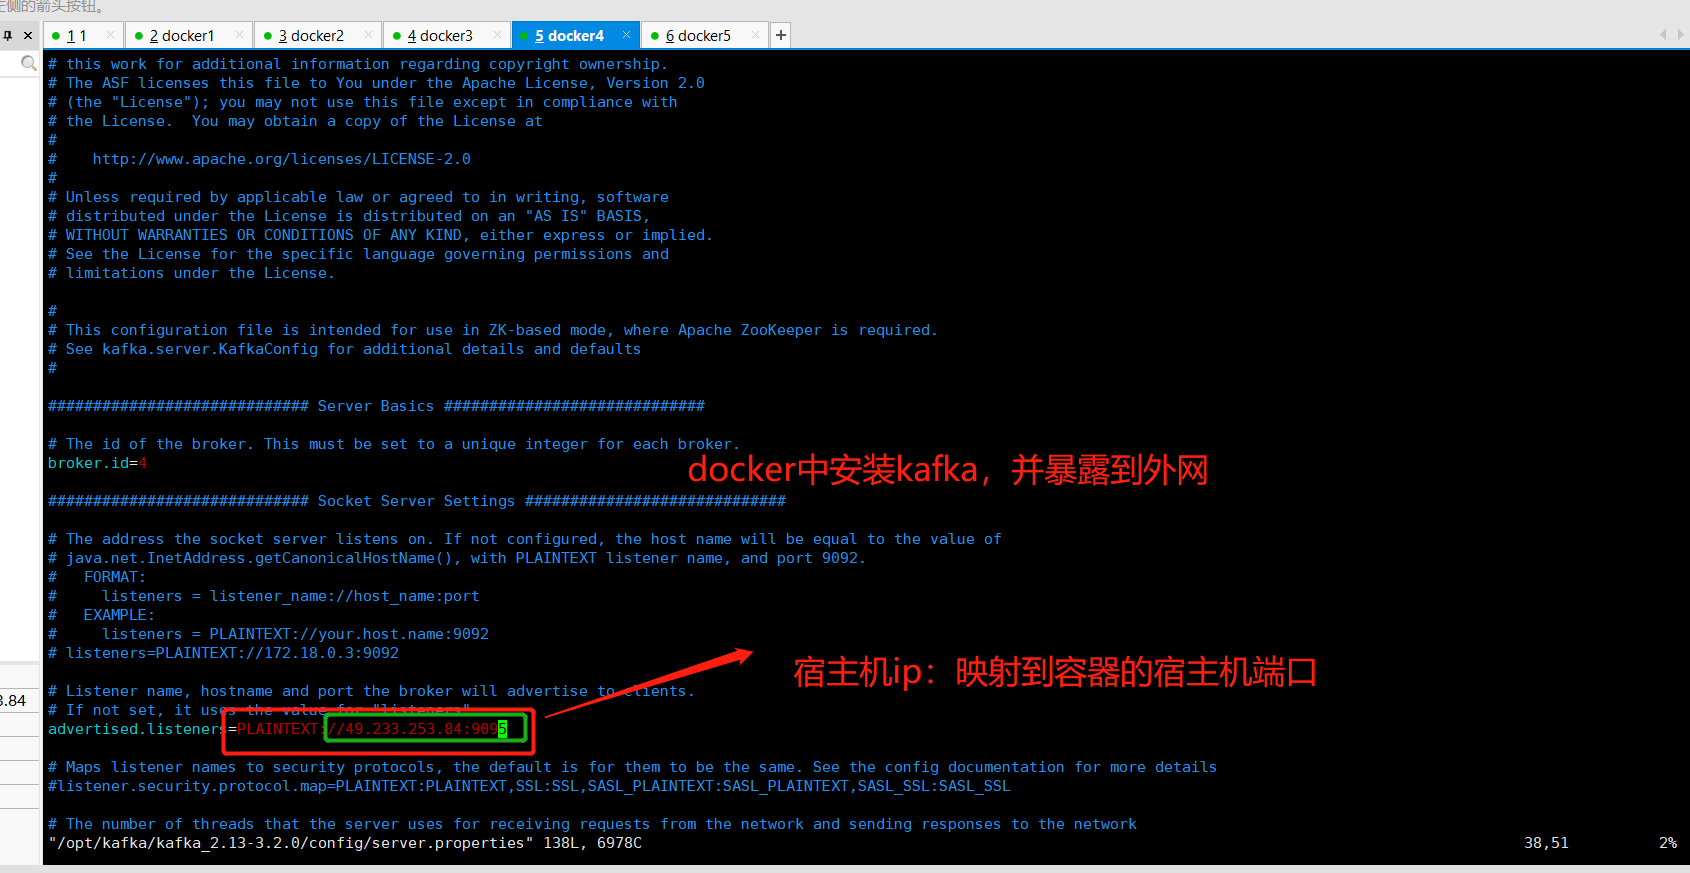 左侧的箭头按钮。
1 1
2 docker1
3 docker2
4 docker3
5 docker4
6 docker5
# this work for additional information regarding copyright ownership.
# The ASF licenses this file to You under the Apache License, Version 2.0
# (the "License"); you may not use this file except in compliance with
# the License.  You may obtain a copy of the License at
#
#    http://www.apache.org/licenses/LICENSE-2.0
#
# Unless required by applicable law or agreed to in writing, software
# distributed under the License is distributed on an "AS IS" BASIS,
# WITHOUT WARRANTIES OR CONDITIONS OF ANY KIND, either express or implied.
# See the License for the specific language governing permissions and
# limitations under the License.
#
# This configuration file is intended for use in ZK-based mode, where Apache ZooKeeper is required.
# See kafka.server.KafkaConfig for additional details and defaults
#
############################# Server Basics #############################
# The id of the broker. This must be set to a unique integer for each broker.
broker.id=4
docker中安装kafka，并暴露到外网
############################# Socket Server Settings #############################
# The address the socket server listens on. If not configured, the host name will be equal to the value of
# java.net.InetAddress.getCanonicalHostName(), with PLAINTEXT listener name, and port 9092.
#   FORMAT:
#     listeners = listener_name://host_name:port
#   EXAMPLE:
#     listeners = PLAINTEXT://your.host.name:9092
# listeners=PLAINTEXT://172.18.0.3:9092
宿主机ip：映射到容器的宿主机端口
# Listener name, hostname and port the broker will advertise to clients.
3.84
# If not set, it uses the value for "listeners"
advertised.listeners=PLAINTEXT://49.233.253.84:9095
# Maps listener names to security protocols, the default is for them to be the same. See the config documentation for more details
#listener.security.protocol.map=PLAINTEXT:PLAINTEXT,SSL:SSL,SASL_PLAINTEXT:SASL_PLAINTEXT,SASL_SSL:SASL_SSL
# The number of threads that the server uses for receiving requests from the network and sending responses to the network
"/opt/kafka/kafka_2.13-3.2.0/config/server.properties" 138L, 6978C
38,51
2%